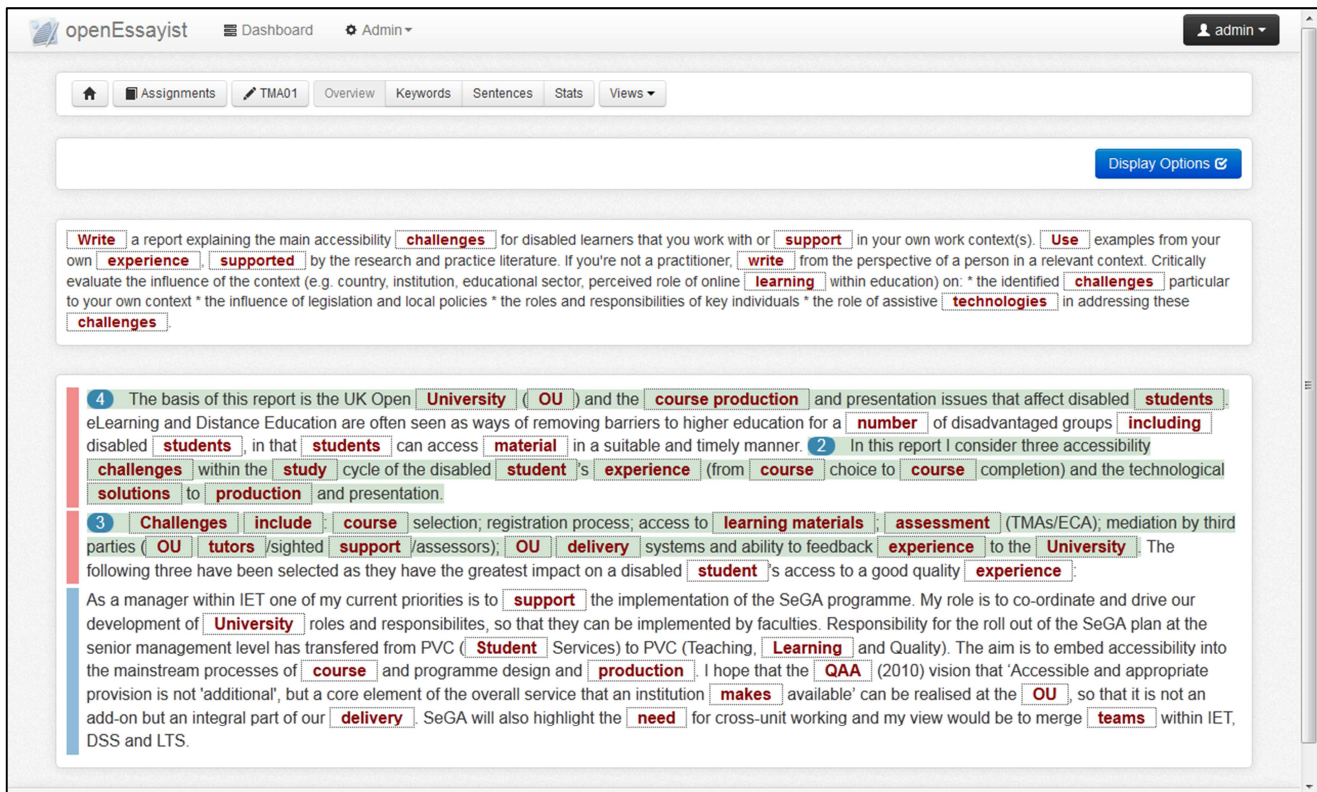 openEssayist Dashboard Admin admin
Assignments TMA01 Overview Keywords Sentences Stats Views
Display Options
Write a report explaining the main accessibility challenges for disabled learners that you work with or support in your own work context(s). Use examples from your
own experience , supported by the research and practice literature. If you're not a practitioner, write from the perspective of a person in a relevant context. Critically
evaluate the influence of the context (e.g. country, institution, educational sector, perceived role of online learning within education) on: * the identified challenges particular
to your own context * the influence of legislation and local policies * the roles and responsibilities of key individuals * the role of assistive technologies in addressing these
challenges .
4 The basis of this report is the UK Open University ( OU ) and the course production and presentation issues that affect disabled students .
eLearning and Distance Education are often seen as ways of removing barriers to higher education for a number of disadvantaged groups including
disabled students , in that students can access material in a suitable and timely manner. 2 In this report I consider three accessibility
challenges within the study cycle of the disabled student 's experience (from course choice to course completion) and the technological
solutions to production and presentation.
3 Challenges include : course selection; registration process; access to learning materials ; assessment (TMAs/ECA); mediation by third
parties ( OU tutors /sighted support /assessors); OU delivery systems and ability to feedback experience to the University . The
following three have been selected as they have the greatest impact on a disabled student 's access to a good quality experience :
As a manager within IET one of my current priorities is to support the implementation of the SeGA programme. My role is to co-ordinate and drive our
development of University roles and responsibilites, so that they can be implemented by faculties. Responsibility for the roll out of the SeGA plan at the
senior management level has transfered from PVC ( Student Services) to PVC (Teaching, Learning and Quality). The aim is to embed accessibility into
the mainstream processes of course and programme design and production . I hope that the QAA (2010) vision that ‘Accessible and appropriate
provision is not 'additional', but a core element of the overall service that an institution makes available’ can be realised at the OU , so that it is not an
add-on but an integral part of our delivery . SeGA will also highlight the need for cross-unit working and my view would be to merge teams within IET,
DSS and LTS.